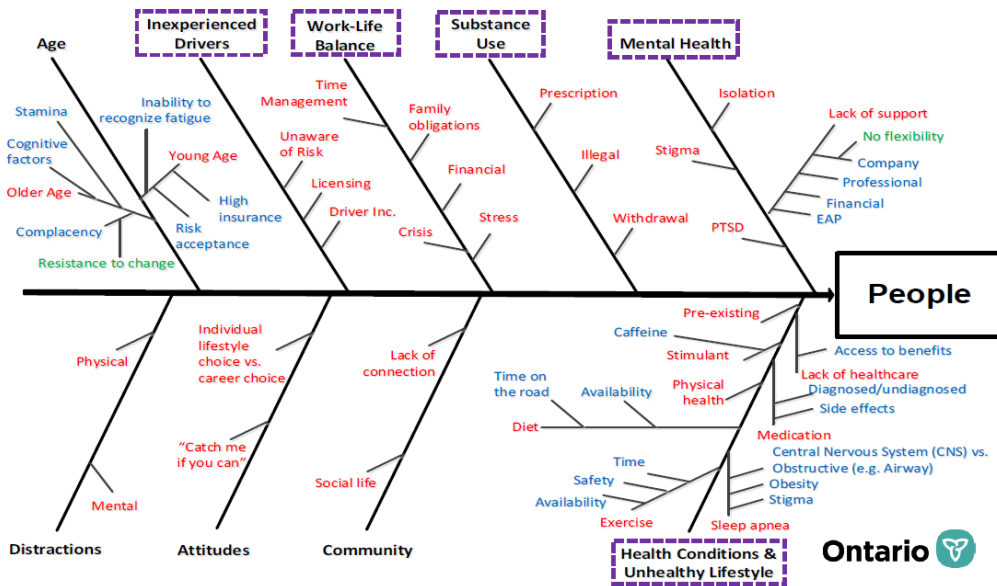 Age
Inexperienced
Drivers
Work-Life
Balance
Substance
Use
Mental Health
Stamina
Cognitive
factors
Older Age
Complacency
Resistance to change
Inability to
recognize fatigue
Young Age
High
insurance
Risk
acceptance
Unaware
of Risk
Licensing
Driver Inc.
Time
Management
Family
obligations
Financial
Crisis
Stress
Prescription
Illegal
Withdrawal
Isolation
Stigma
PTSD
Lack of support
No flexibility
Company
Professional
Financial
EAP
People
Physical
Mental
Distractions
Individual
lifestyle
choice vs.
career choice
“Catch me
if you can”
Attitudes
Lack of
connection
Social life
Community
Pre-existing
Caffeine
Stimulant
Access to benefits
Lack of healthcare
Physical
health
Diagnosed/undiagnosed
Side effects
Medication
Time on
the road
Availability
Diet
Time
Safety
Availability
Exercise
Central Nervous System (CNS) vs.
Obstructive (e.g. Airway)
Obesity
Stigma
Sleep apnea
Health Conditions &
Unhealthy Lifestyle
Ontario